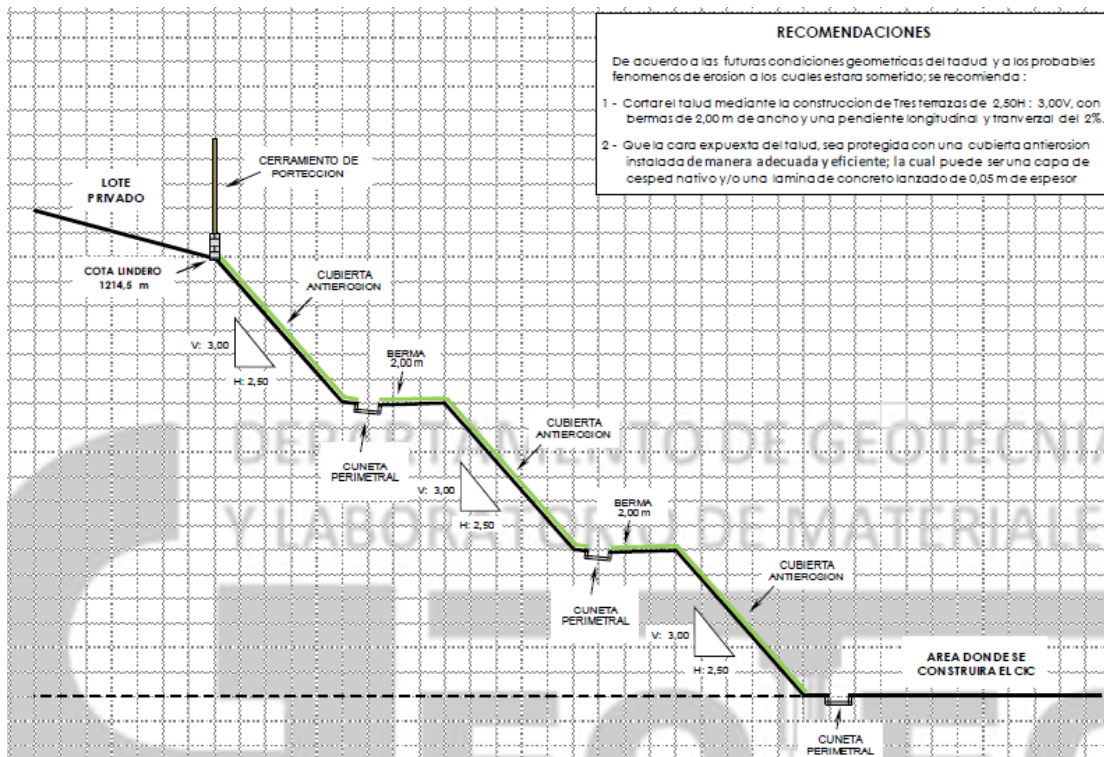 RECOMENDACIONES
De acuerdo a las futuras condiciones geometricas del tadud y a los probables
fenomenos de erosion a los cuales estara sometido; se recomienda :
1 - Cortar el talud mediante la construccion de Tres terrazas de 2,50H : 3,00V, con
bermas de 2,00 m de ancho y una pendiente longitudinal y tranverzal del 2%.
2 - Que la cara expuexta del talud, sea protegida con una cubierta antierosion
instalada de manera adecuada y eficiente; la cual puede ser una capa de
cesped nativo y/o una lamina de concreto lanzado de 0,05 m de espesor
CERRAMIENTO DE
PORTECCION
LOTE
PRIVADO
COTA LINDERO
1214,5 m
CUBIERTA
ANTIEROSION
V: 3,00
H: 2,50
BERMA
2,00 m
CUNETA
PERIMETRAL
CUBIERTA
ANTIEROSION
V: 3,00
H: 2,50
BERMA
2,00 m
CUNETA
PERIMETRAL
CUBIERTA
ANTIEROSION
V: 3,00
H: 2,50
AREA DONDE SE
CONSTRUIRA EL CIC
CUNETA
PERIMETRAL
DEPARTAMENTO DE GEOTECNIA
Y LABORATORIO DE MATERIALE